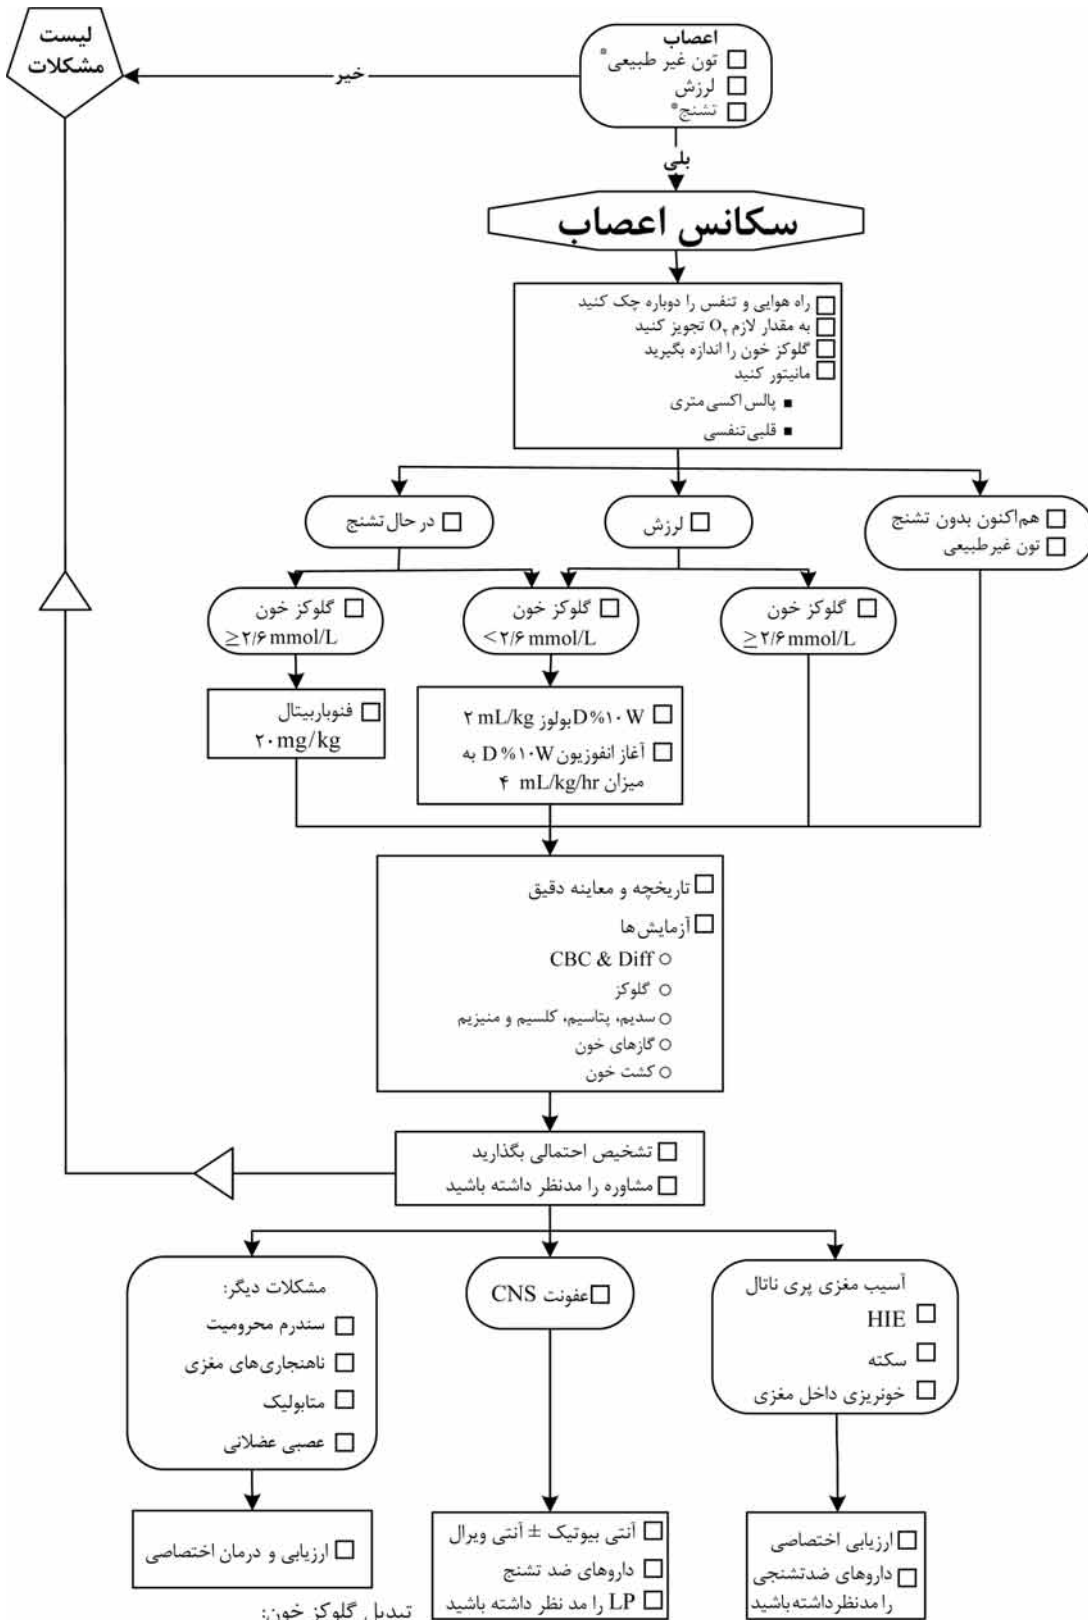 لیست
مشکلات
خیر
اعصاب
تون غیر طبیعی*
لرزش
تشنج*
بلی
سکانس اعصاب
راه هوایی و تنفس را دوباره چک کنید
به مقدار لازم O₂ تجویز کنید
گلوکز خون را اندازه بگیرید
مانیتور کنید
پالس اکسی متری
قلبی تنفسی
هم‌اکنون بدون تشنج
تون غیرطبیعی
لرزش
در حال تشنج
گلوکز خون
≥۲/۶ mmol/L
گلوکز خون
<۲/۶ mmol/L
گلوکز خون
≥۲/۶ mmol/L
D%۱۰W بولوز ۲ mL/kg
آغاز انفوزیون D%۱۰W به
میزان ۴ mL/kg/hr
فنوباربیتال
۲۰mg/kg
تاریخچه و معاینه دقیق
آزمایش‌ها
CBC & Diff
گلوکز
سدیم، پتاسیم، کلسیم و منیزیم
گازهای خون
کشت خون
تشخیص احتمالی بگذارید
مشاوره را مدنظر داشته باشید
آسیب مغزی پری ناتال
HIE
سکته
خونریزی داخل مغزی
عفونت CNS
مشکلات دیگر:
سندرم محرومیت
ناهنجاری‌های مغزی
متابولیک
عصبی عضلانی
ارزیابی اختصاصی
داروهای ضدتشنجی
را مدنظرداشته‌باشید
آنتی بیوتیک ± آنتی ویرال
داروهای ضد تشنج
LP را مد نظر داشته باشید
ارزیابی و درمان اختصاصی
تبدیل گلوکز خون: